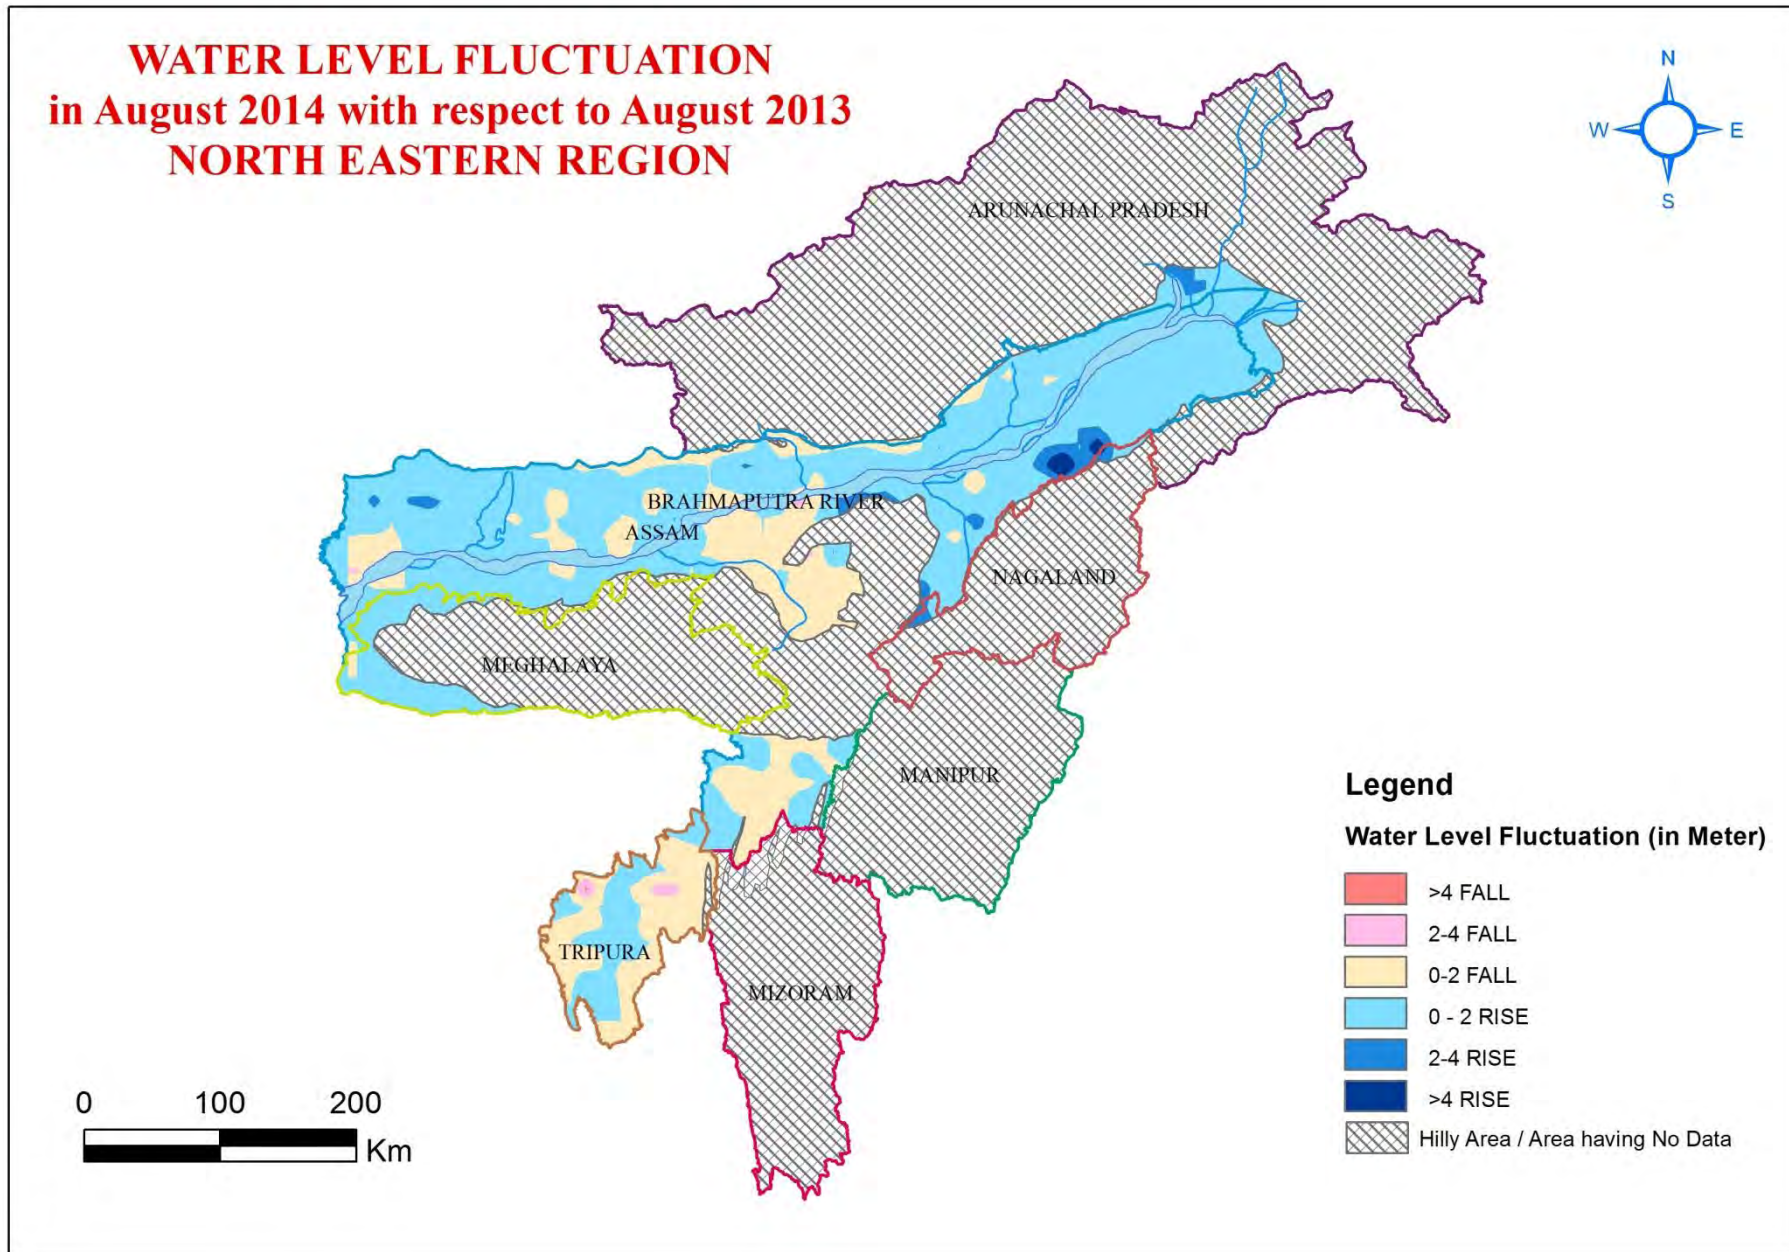 WATER LEVEL FLUCTUATION
in August 2014 with respect to August 2013
NORTH EASTERN REGION
N
W E
S
ARUNACHAL PRADESH
BRAHMAPUTRA RIVER
ASSAM
NAGALAND
MEGHALAYA
MANIPUR
TRIPURA
MIZORAM
Legend
Water Level Fluctuation (in Meter)
>4 FALL
2-4 FALL
0-2 FALL
0 - 2 RISE
2-4 RISE
>4 RISE
Hilly Area / Area having No Data
0 100 200
Km